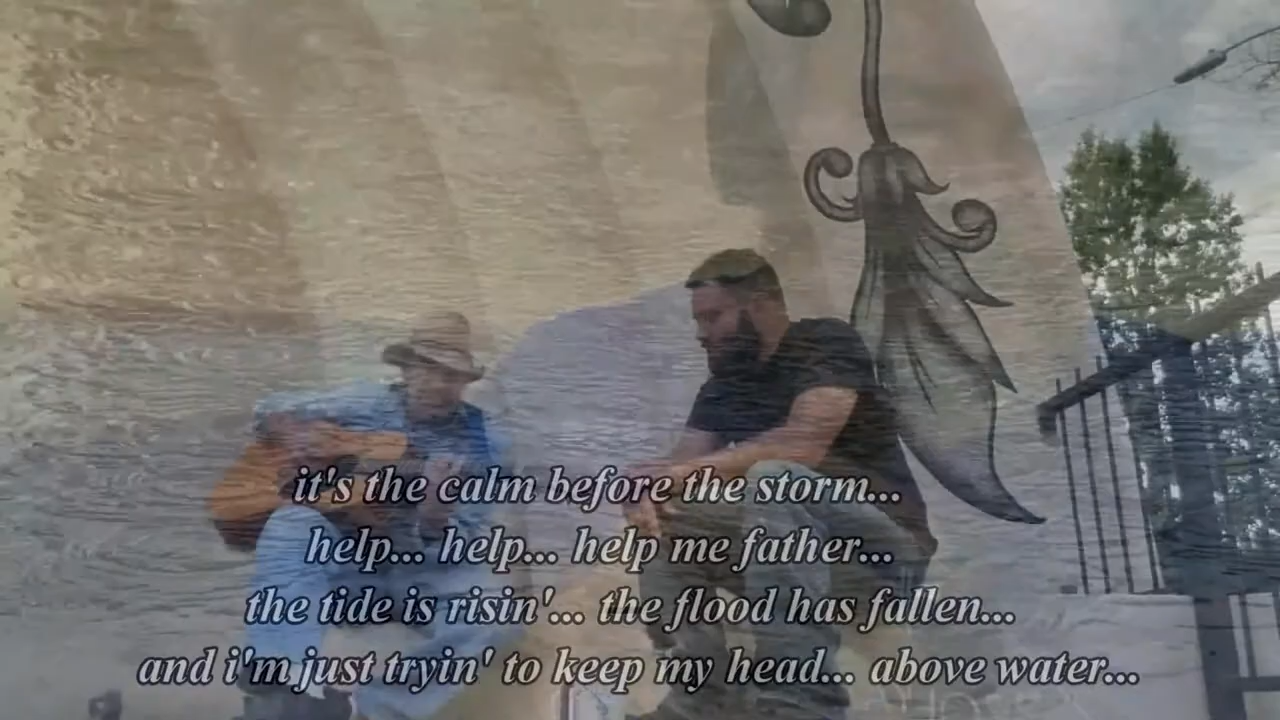 it's the calm before the storm...
help... help... help me father...
the tide is risin'... the flood has fallen...
and i'm just tryin' to keep my head... above water...